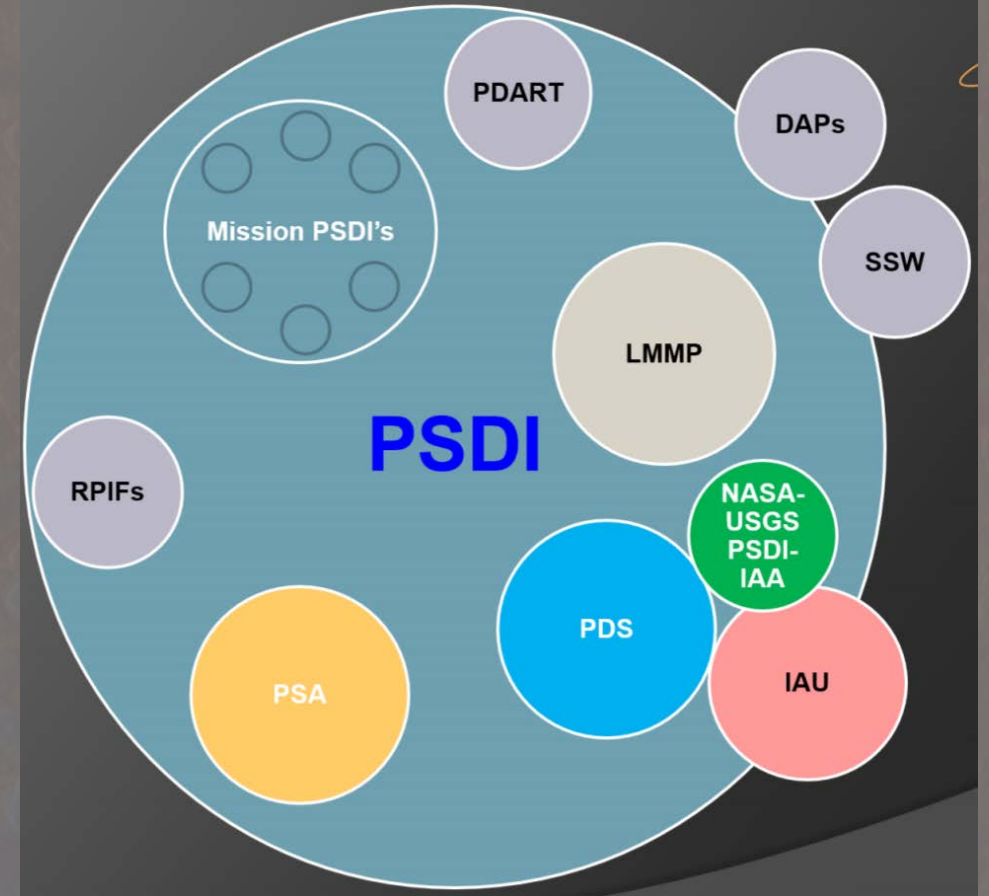 PDART
DAPs
Mission PSDI's
SSW
LMMP
PSDI
RPIFs
NASA-
USGS
PSDI-
IAA
PDS
PSA
IAU